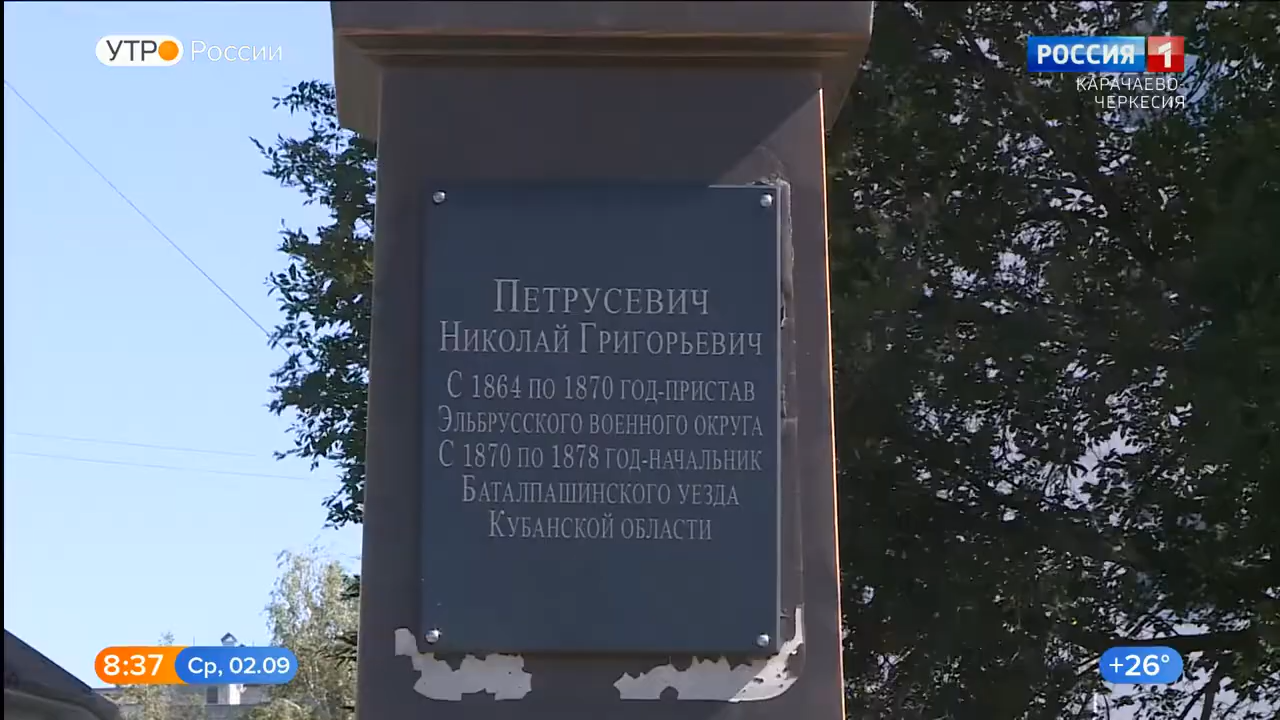 УТРО России
РОССИЯ 1
КАРАЧАЕВО-
ЧЕРКЕСИЯ
ПЕТРУСЕВИЧ
НИКОЛАЙ ГРИГОРЬЕВИЧ
С 1864 ПО 1870 ГОД-ПРИСТАВ
ЭЛЬБРУССКОГО ВОЕННОГО ОКРУГА
С 1870 ПО 1878 ГОД-НАЧАЛЬНИК
БАТАЛПАШИНСКОГО УЕЗДА
КУБАНСКОЙ ОБЛАСТИ
8:37 Ср, 02.09
+26°